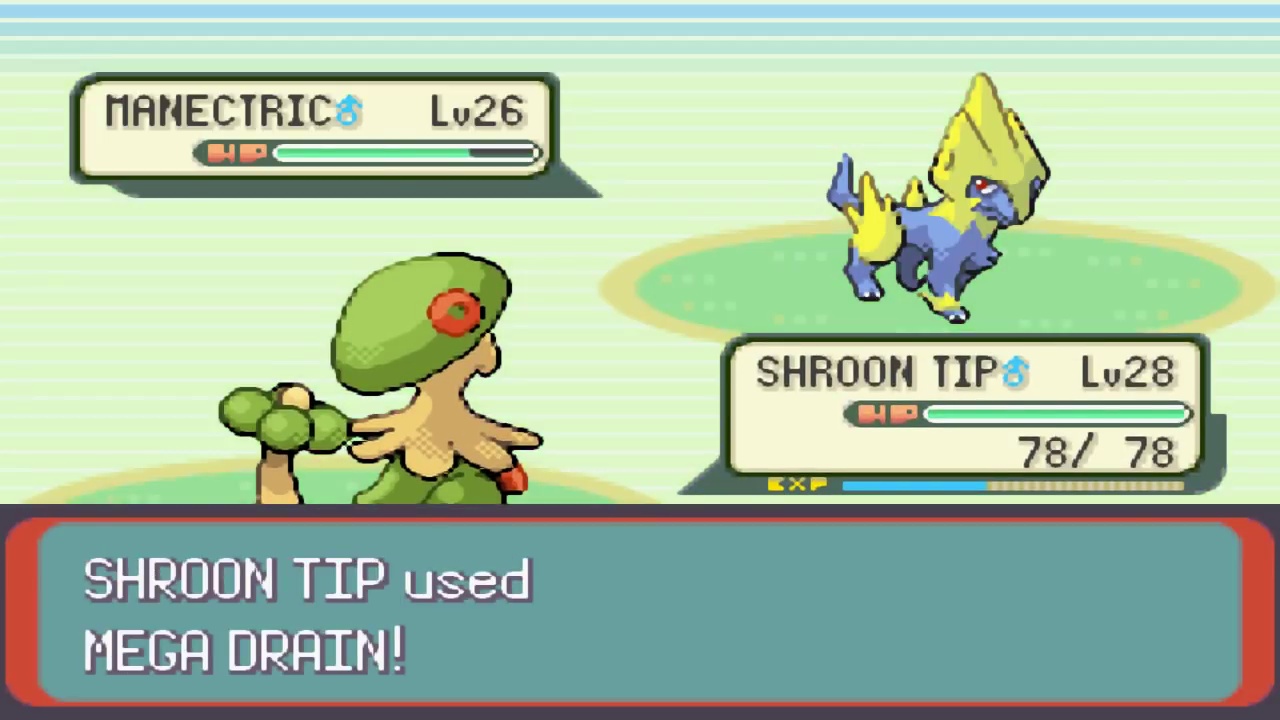 MANECTRIC♂ Lv26
HP
SHROON TIP♂ Lv28
HP
78/ 78
EXP
SHROON TIP used
MEGA DRAIN!